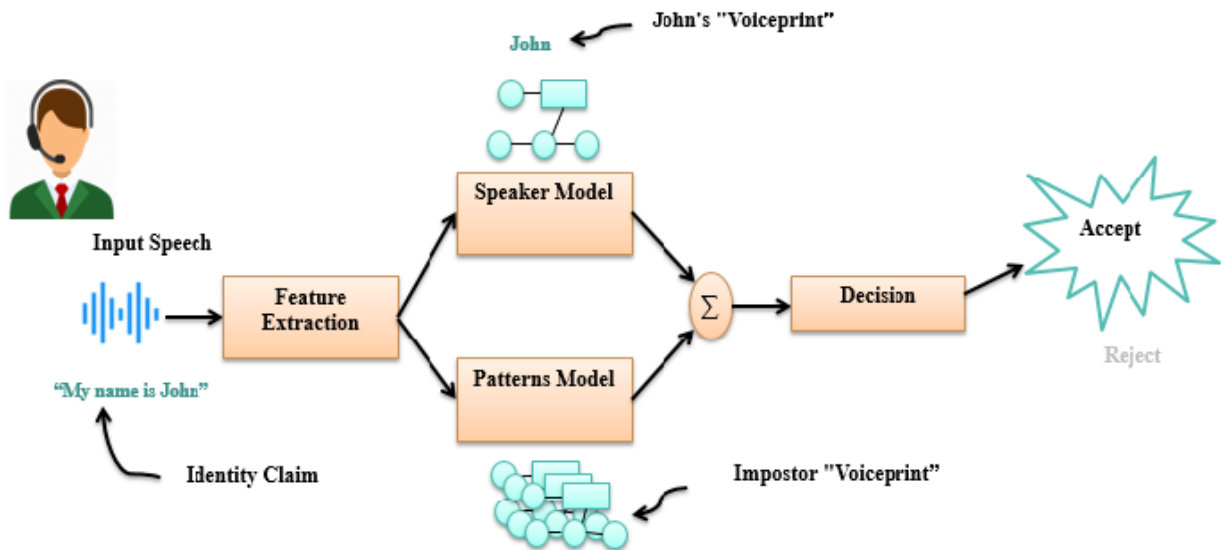 John's "Voiceprint”
John
Speaker Model
Input Speech
Accept
Feature
Extraction
∑
Decision
Reject
Patterns Model
“My name is John”
Identity Claim
Impostor "Voiceprint”